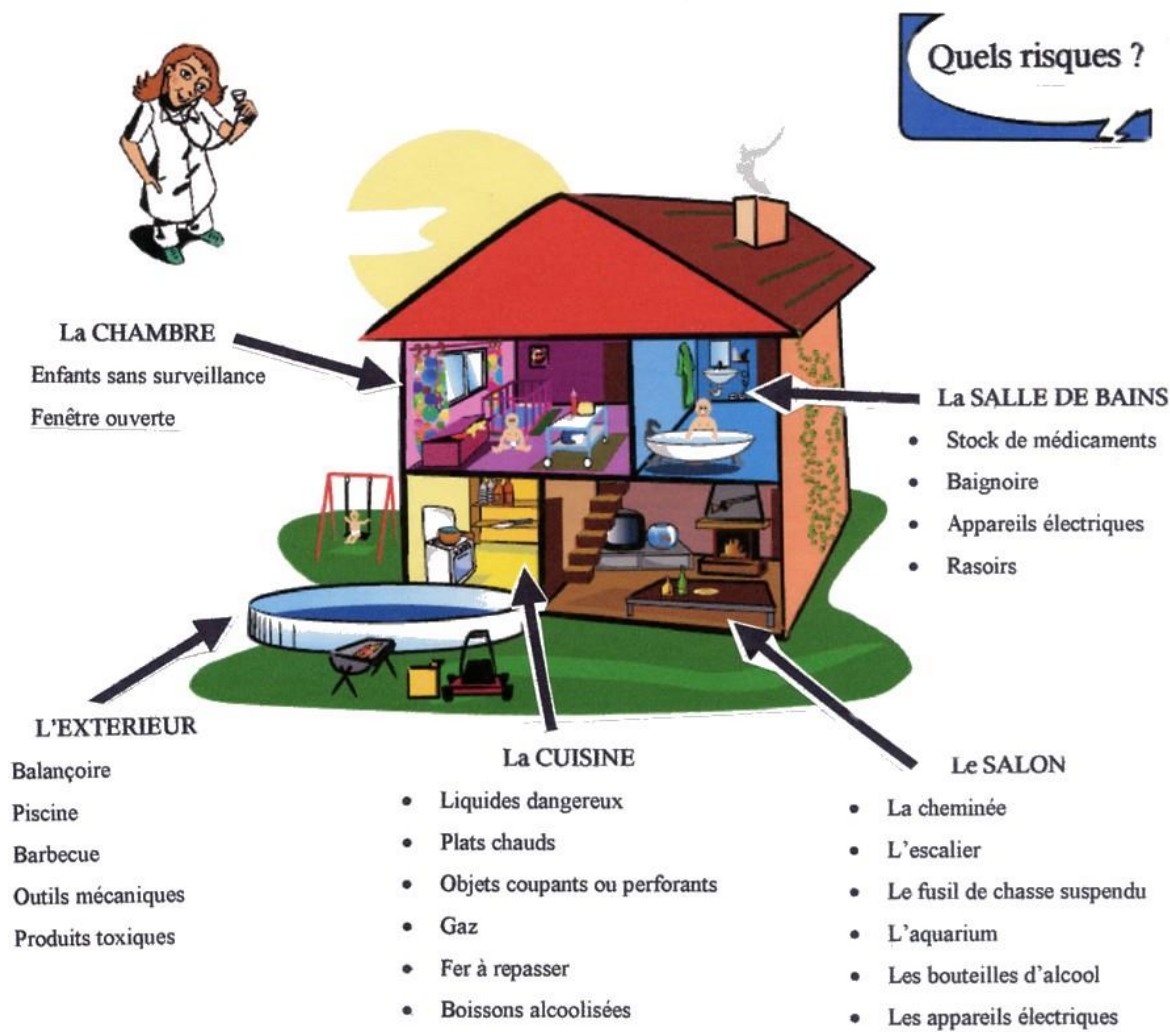 Quels risques ?
La CHAMBRE
Enfants sans surveillance
Fenêtre ouverte
La SALLE DE BAINS
• Stock de médicaments
• Baignoire
• Appareils électriques
• Rasoirs
L'EXTERIEUR
Balançoire
Piscine
Barbecue
Outils mécaniques
Produits toxiques
La CUISINE
• Liquides dangereux
• Plats chauds
• Objets coupants ou perforants
• Gaz
• Fer à repasser
• Boissons alcoolisées
Le SALON
• La cheminée
• L'escalier
• Le fusil de chasse suspendu
• L'aquarium
• Les bouteilles d'alcool
• Les appareils électriques